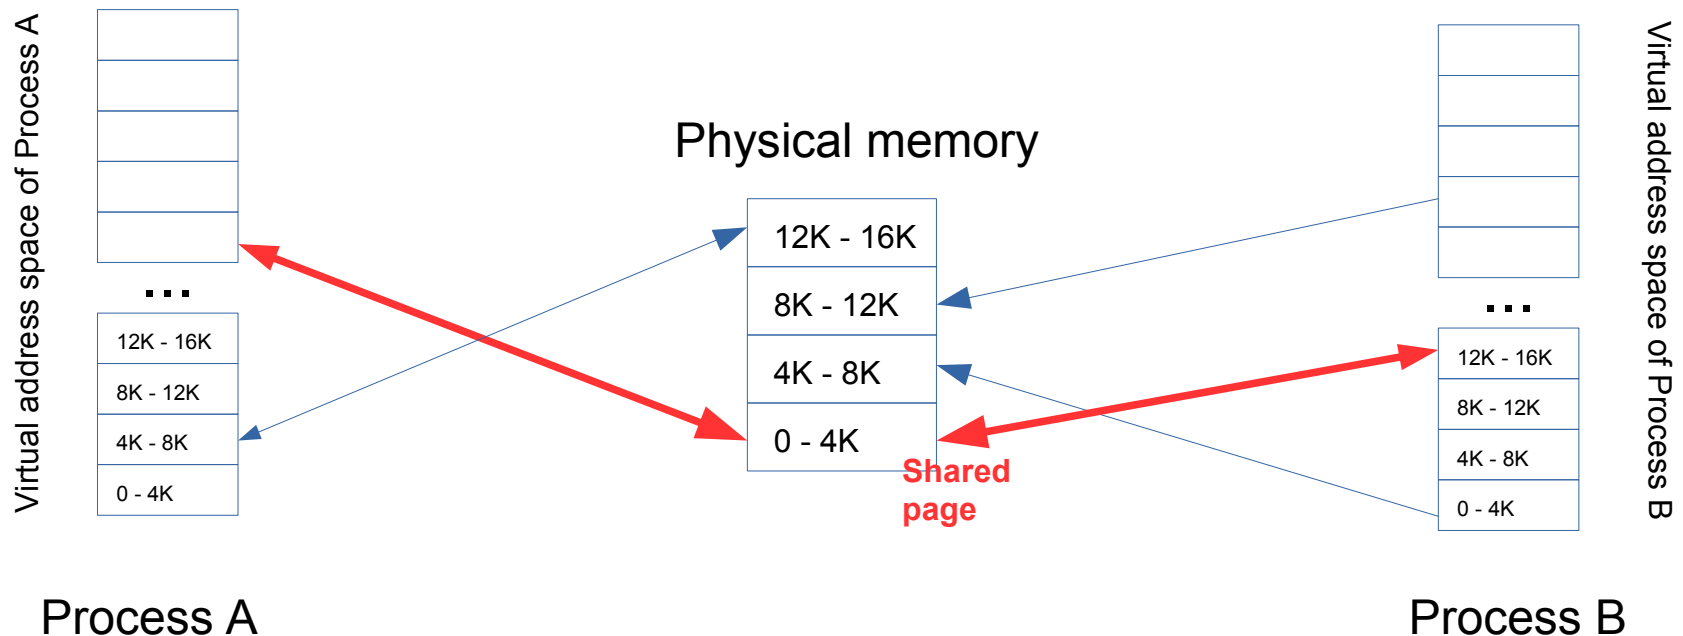 Virtual address space of Process A
...
12K - 16K
8K - 12K
4K - 8K
0 - 4K
Process A
Physical memory
12K - 16K
8K - 12K
4K - 8K
0 - 4K
Shared
page
...
12K - 16K
8K - 12K
4K - 8K
0 - 4K
Virtual address space of Process B
Process B